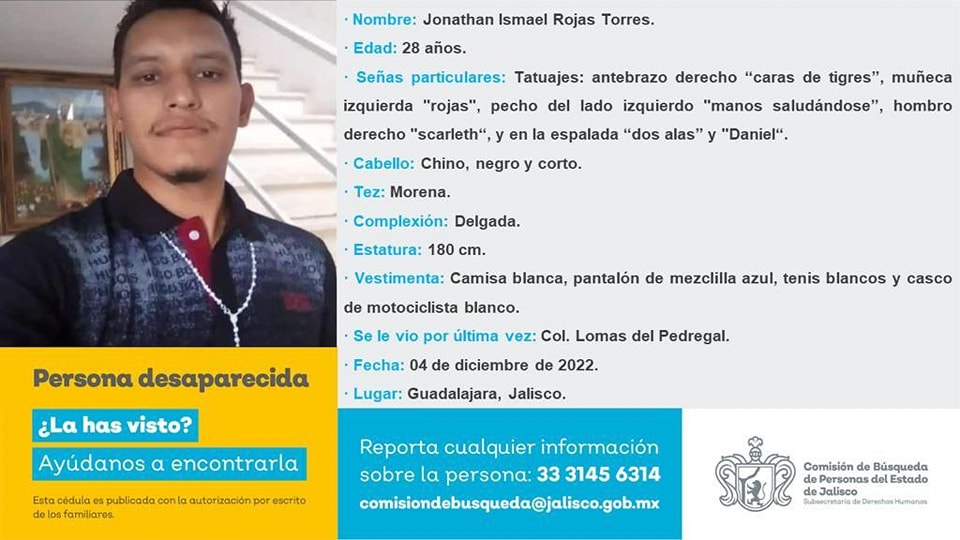 · Nombre: Jonathan Ismael Rojas Torres.
· Edad: 28 años.
· Señas particulares: Tatuajes: antebrazo derecho “caras de tigres”, muñeca
izquierda "rojas", pecho del lado izquierdo "manos saludándose”, hombro
derecho "scarleth“, y en la espalada “dos alas” y "Daniel“.
· Cabello: Chino, negro y corto.
· Tez: Morena.
· Complexión: Delgada.
· Estatura: 180 cm.
· Vestimenta: Camisa blanca, pantalón de mezclilla azul, tenis blancos y casco
de motociclista blanco.
· Se le vio por última vez: Col. Lomas del Pedregal.
· Fecha: 04 de diciembre de 2022.
· Lugar: Guadalajara, Jalisco.
Persona desaparecida
¿La has visto?
Ayúdanos a encontrarla
Esta cédula es publicada con la autorización por escrito
de los familiares.
Reporta cualquier información
sobre la persona: 33 3145 6314
comisiondebusqueda@jalisco.gob.mx
Comisión de Búsqueda
de Personas del Estado
de Jalisco
Subsecretaría de Derechos Humanos